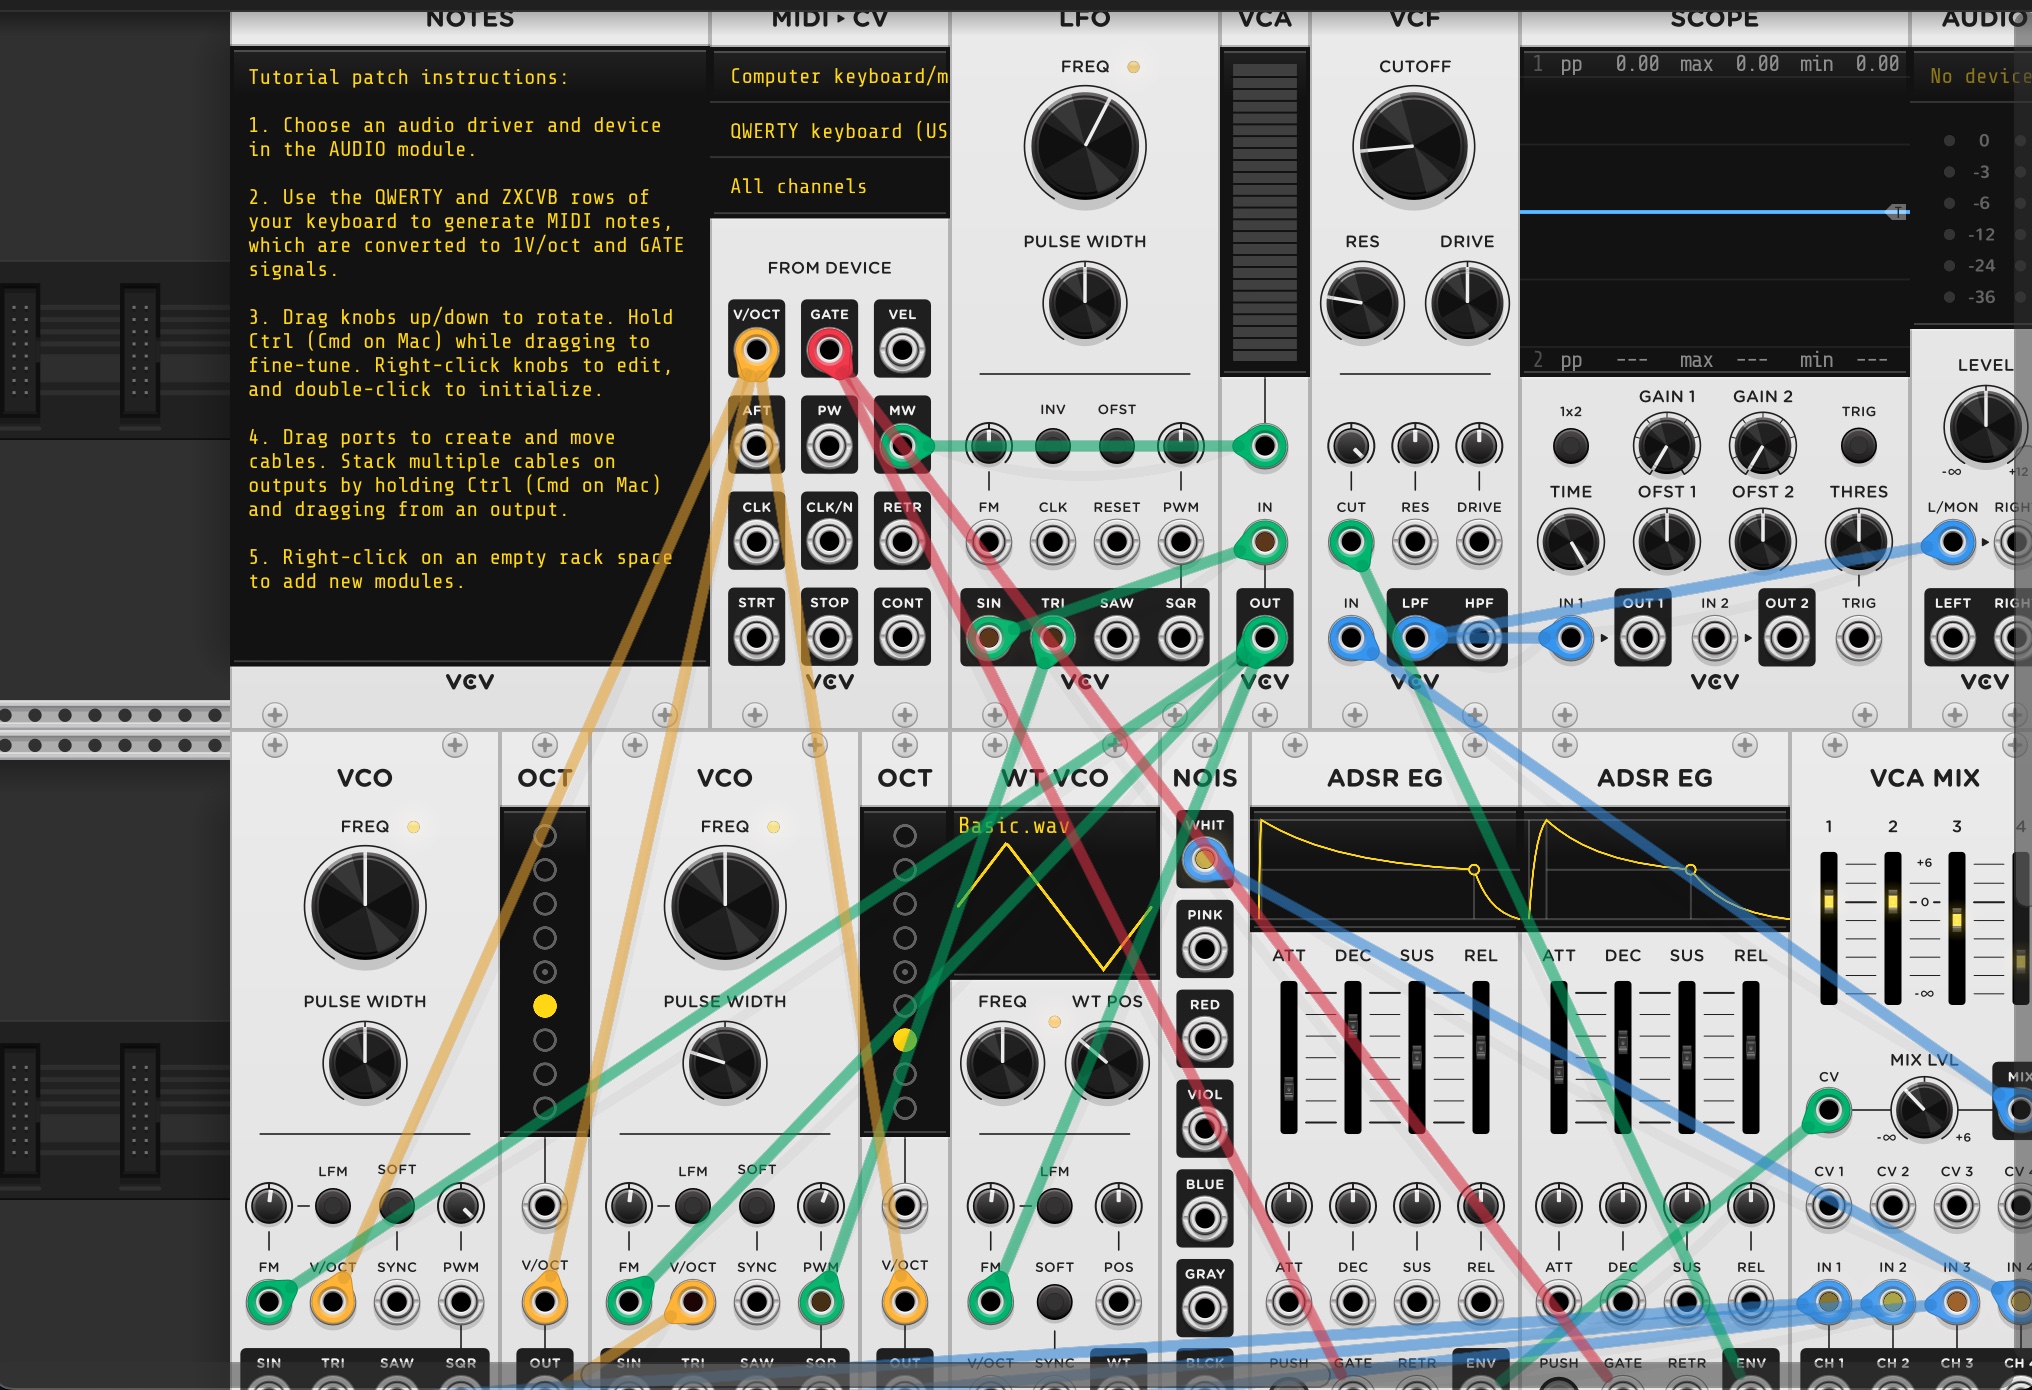 NOTES
Tutorial patch instructions:
1. Choose an audio driver and device
in the AUDIO module.
2. Use the QWERTY and ZXCVB rows of
your keyboard to generate MIDI notes,
which are converted to 1V/oct and GATE
signals.
3. Drag knobs up/down to rotate. Hold
Ctrl (Cmd on Mac) while dragging to
fine-tune. Right-click knobs to edit,
and double-click to initialize.
4. Drag ports to create and move
cables. Stack multiple cables on
outputs by holding Ctrl (Cmd on Mac)
and dragging from an output.
5. Right-click on an empty rack space
to add new modules.
VCV
MIDI CV
Computer keyboard/m
QWERTY keyboard (US
All channels
FROM DEVICE
V/OCT GATE VEL
AFT PW MW
CLK CLK/N RETR
STRT STOP CONT
VCV
LFO
FREQ
PULSE WIDTH
INV OFST
FM CLK RESET PWM
SIN TRI SAW SQR
VCV
VCA
IN
OUT
VCV
VCF
CUTOFF
RES DRIVE
CUT RES DRIVE
IN LPF HPF
VCV
SCOPE
1 pp 0.00 max 0.00 min 0.00
2 pp --- max --- min ---
1x2 GAIN 1 GAIN 2 TRIG
TIME OFST 1 OFST 2 THRES
IN 1 OUT 1 IN 2 OUT 2 TRIG
VCV
AUDIO
No device
0
-3
-6
-12
-24
-36
LEVEL
-∞ +12
L/MON RIGH
LEFT RIGH
VCV
VCO
FREQ
PULSE WIDTH
LFM SOFT
FM V/OCT SYNC PWM
SIN TRI SAW SQR
OCT
V/OCT
OUT
VCO
FREQ
PULSE WIDTH
LFM SOFT
FM V/OCT SYNC PWM
SIN TRI SAW SQR
OCT
V/OCT
OUT
WT VCO
Basic.wav
FREQ WT POS
LFM
FM SOFT POS
V/OCT SYNC WT
NOIS
WHIT
PINK
RED
VIOL
BLUE
GRAY
BLCK
ADSR EG
ATT DEC SUS REL
ATT DEC SUS REL
PUSH GATE RETR ENV
ADSR EG
ATT DEC SUS REL
ATT DEC SUS REL
PUSH GATE RETR ENV
VCA MIX
1 2 3 4
+6
-0-
-∞
MIX LVL
CV MIX
-∞ +6
CV 1 CV 2 CV 3 CV 4
IN 1 IN 2 IN 3 IN 4
CH 1 CH 2 CH 3 CH 4